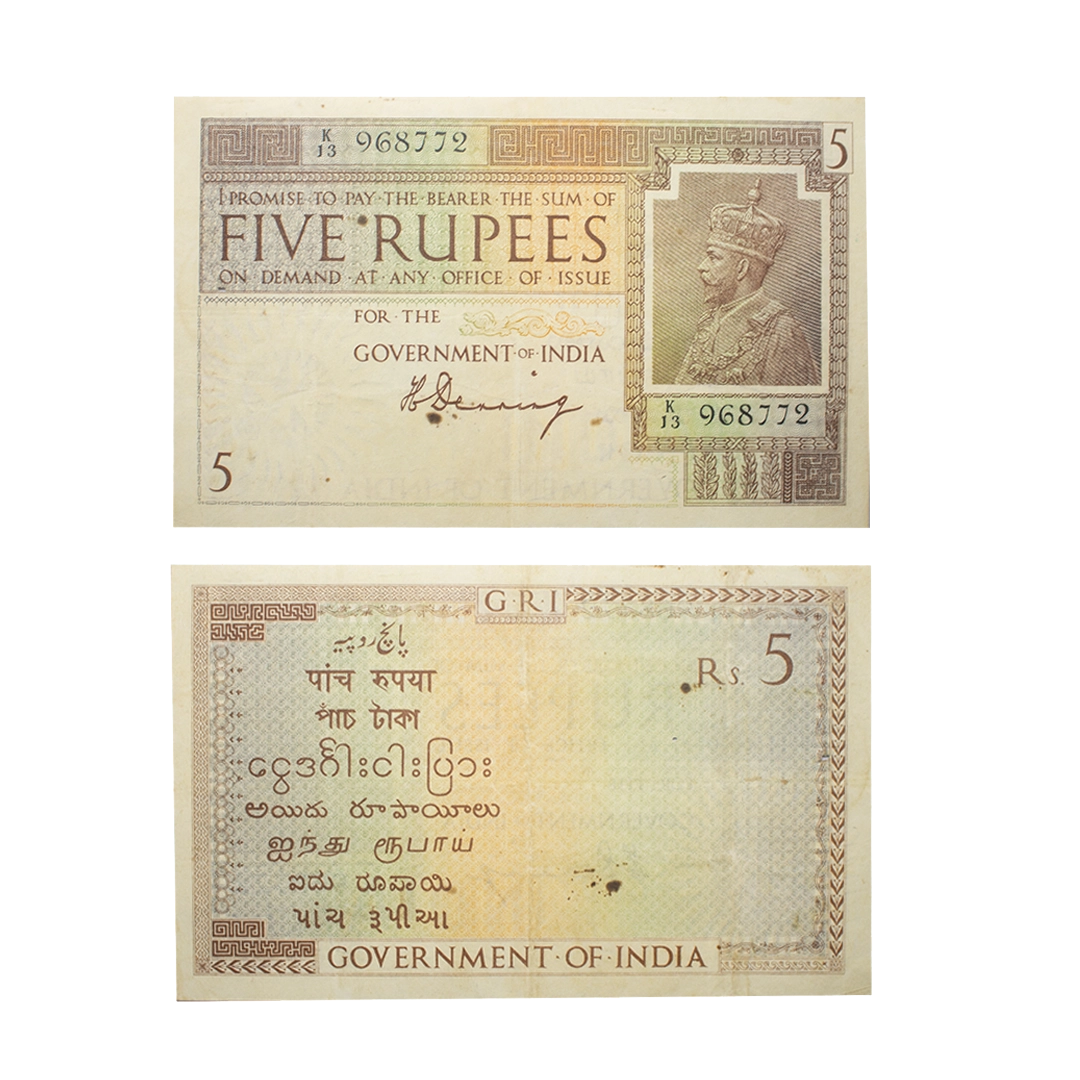 K
13 968772
5
I PROMISE·TO·PAY·THE·BEARER·THE·SUM·OF
FIVE·RUPEES
ON·DEMAND·AT·ANY·OFFICE·OF·ISSUE
FOR·THE
GOVERNMENT·OF·INDIA
H Denning
K
13 968772
5
G·R·I
پانچ روپیہ
Rs. 5
पांच रुपया
পাঁচ টাকা
ငွေဒင်္ဂါးငါးပြား
అయిదు రూపాయీలు
ஐந்து ரூபாய்
ಐದು ರೂಪಾಯಿ
પાંચ રૂપીઆ
GOVERNMENT·OF·INDIA